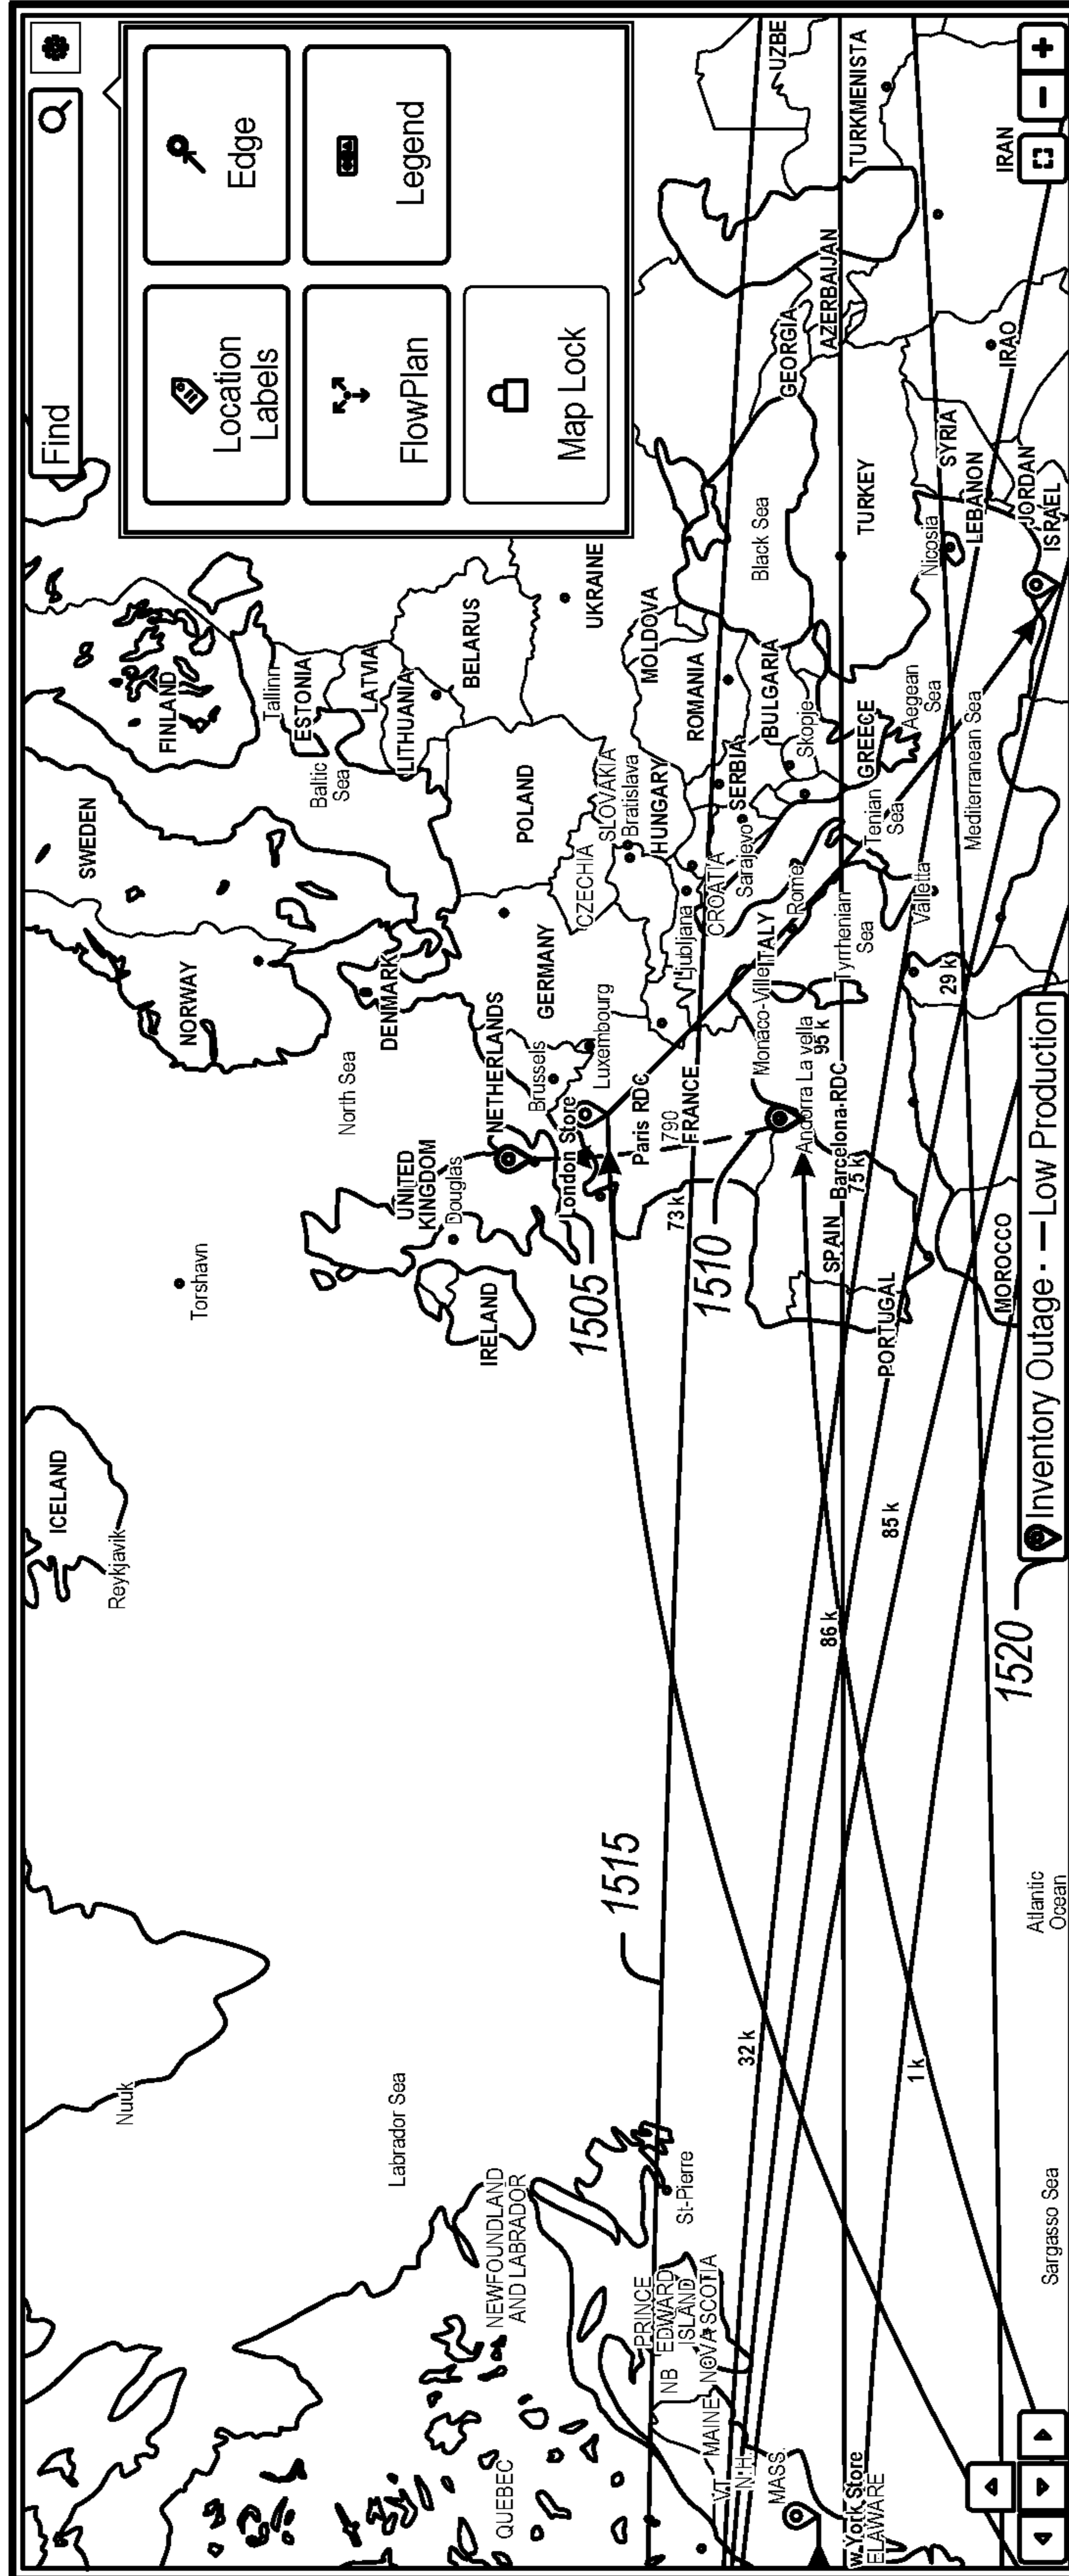 Find
Location
Labels
Edge
FlowPlan
Legend
Map Lock
ICELAND
Reykjavik
SWEDEN
FINLAND
NORWAY
Nuuk
Torshavn
Tallinn
ESTONIA
Baltic
Sea
LATVIA
LITHUANIA
North Sea
DENMARK
Labrador Sea
UNITED
KINGDOM
Douglas
BELARUS
IRELAND
NETHERLANDS
NEWFOUNDLAND
AND LABRADOR
QUEBEC
POLAND
GERMANY
Brussels
London Store
1505
Luxembourg
CZECHIA
SLOVAKIA
Bratislava
UKRAINE
1515
Paris RDC
HUNGARY
MOLDOVA
PRINCE
EDWARD
ISLAND
NB
St-Pierre
790
FRANCE
73 k
Ljubljana
CROATIA
ROMANIA
NOVA SCOTIA
MAINE
VT
N.H.
1510
Sarajevo
SERBIA
32 k
Monaco-Ville
ITALY
BULGARIA
Black Sea
MASS.
Rome
Skopje
GEORGIA
UZBE
Andorra La vella
95 k
86 k
SPAIN
Barcelona RDC
75 k
AZERBAIJAN
w York Store
ELAWARE
Tyrrhenian
Sea
GREECE
TURKEY
TURKMENISTA
85 k
PORTUGAL
Tenian
Sea
Aegean
Sea
1 k
Valletta
Nicosia
29 k
SYRIA
Mediterranean Sea
LEBANON
MOROCCO
IRAO
IRAN
JORDAN
ISRAEL
1520
Atlantic
Ocean
Sargasso Sea
Inventory Outage - — Low Production